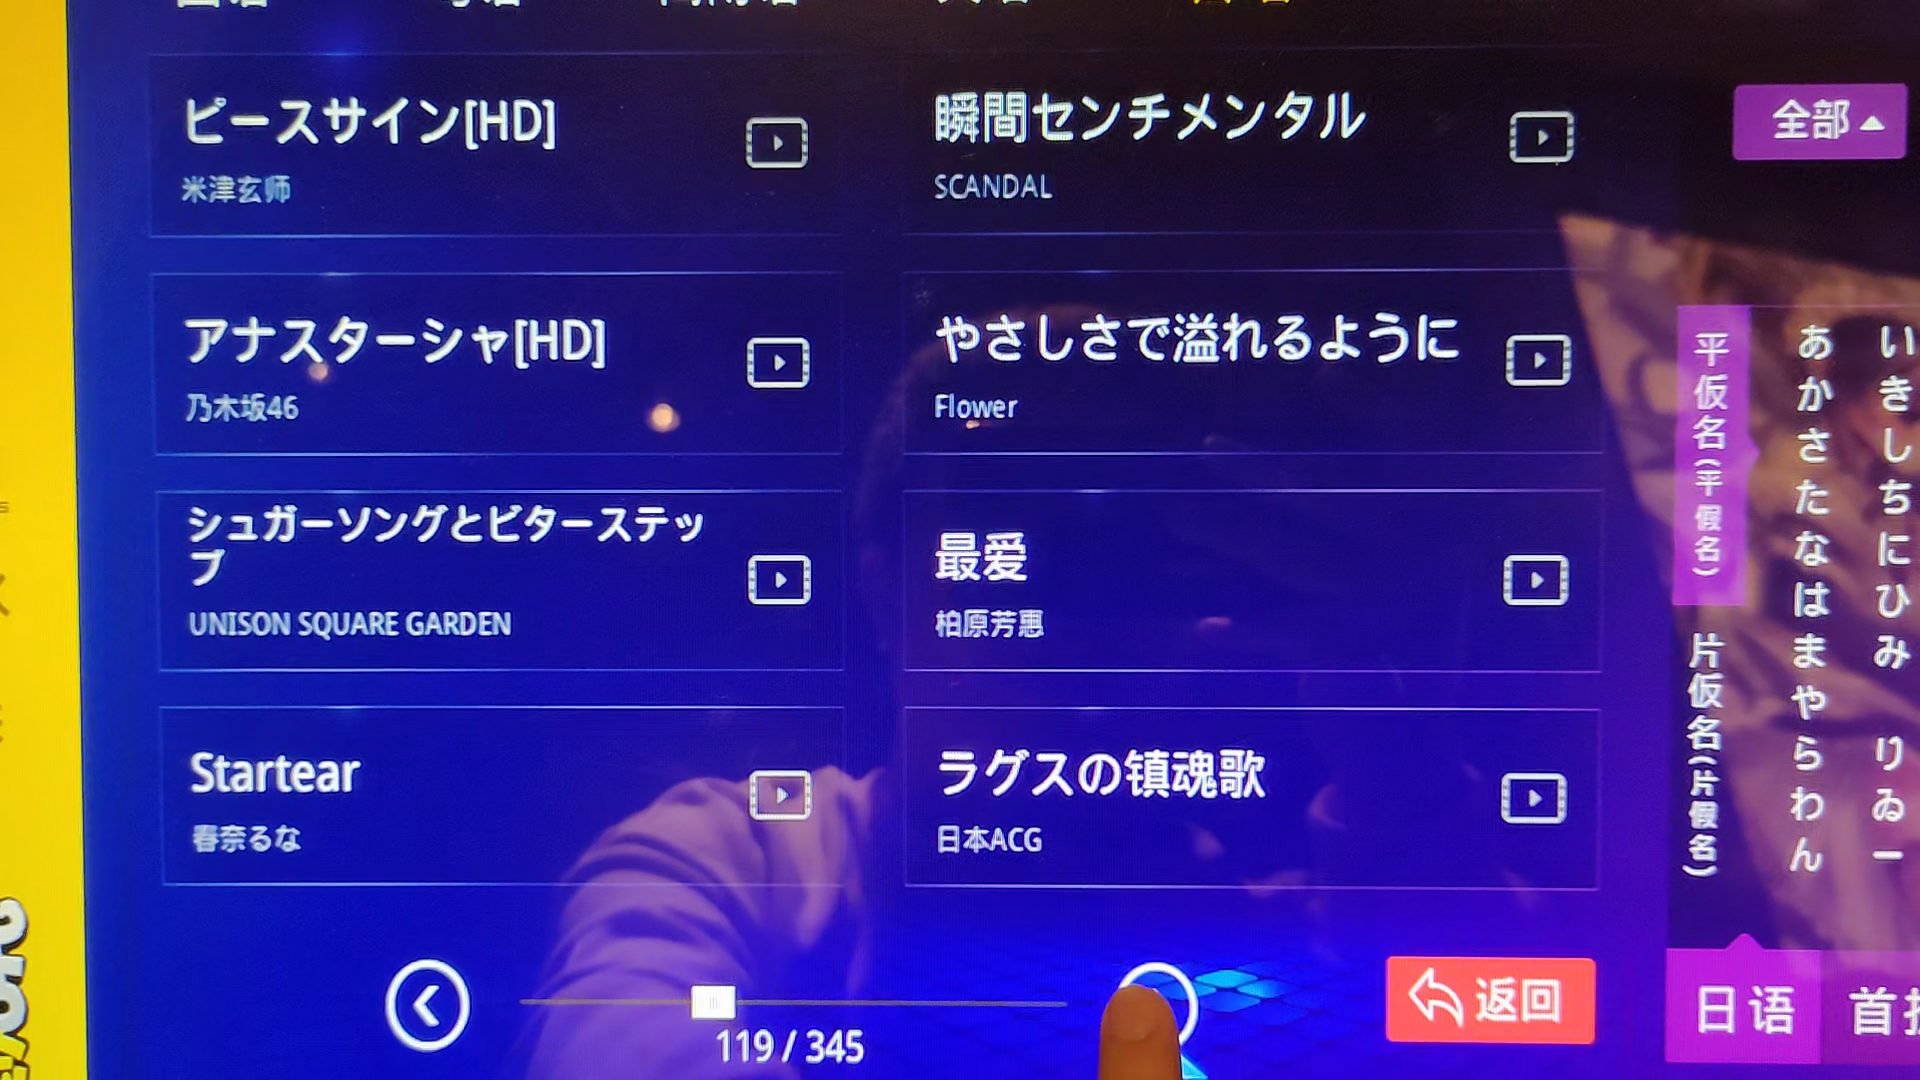 ピースサイン[HD]
米津玄师
瞬間センチメンタル
SCANDAL
全部
アナスターシャ[HD]
乃木坂46
やさしさで溢れるように
Flower
シュガーソングとビターステッ
プ
UNISON SQUARE GARDEN
最爱
柏原芳惠
Startear
春奈るな
ラグスの镇魂歌
日本ACG
平仮名(平假名)
片仮名(片假名)
あかさたなはまやらわん
いきしちにひみ りゐー
119 / 345
返回
日语
首